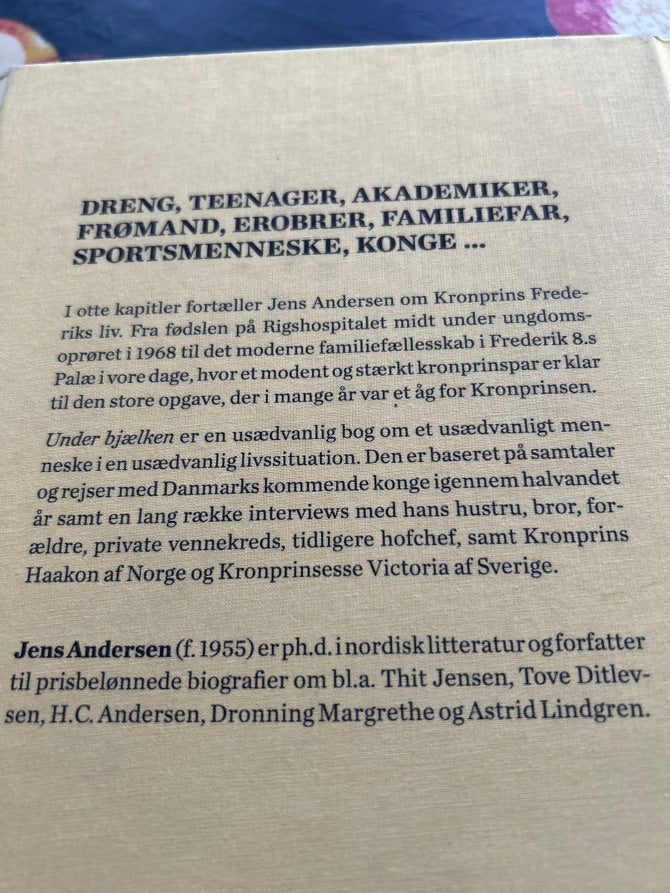 DRENG, TEENAGER, AKADEMIKER,
FRØMAND, EROBRER, FAMILIEFAR,
SPORTSMENNESKE, KONGE ...
I otte kapitler fortæller Jens Andersen om Kronprins Frede-
riks liv. Fra fødslen på Rigshospitalet midt under ungdoms-
oprøret i 1968 til det moderne familiefællesskab i Frederik 8.s
Palæ i vore dage, hvor et modent og stærkt kronprinspar er klar
til den store opgave, der i mange år var et åg for Kronprinsen.
Under bjælken er en usædvanlig bog om et usædvanligt men-
neske i en usædvanlig livssituation. Den er baseret på samtaler
og rejser med Danmarks kommende konge igennem halvandet
år samt en lang række interviews med hans hustru, bror, for-
ældre, private vennekreds, tidligere hofchef, samt Kronprins
Haakon af Norge og Kronprinsesse Victoria af Sverige.
Jens Andersen (f. 1955) er ph.d. i nordisk litteratur og forfatter
til prisbelønnede biografier om bl.a. Thit Jensen, Tove Ditlev-
sen, H.C. Andersen, Dronning Margrethe og Astrid Lindgren.